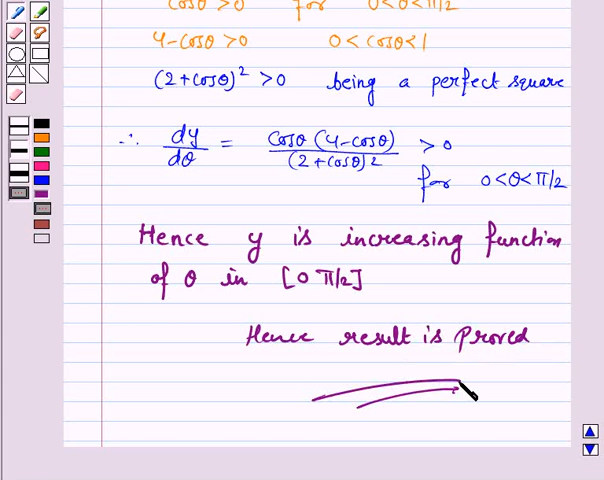 cosθ > 0 for 0<θ<π/2
4-cosθ>0 0<cosθ<1
(2+cosθ)² >0 being a perfect square
∴ dy/dθ = cosθ (4-cosθ)/(2+cosθ)² >0
for 0<θ<π/2
Hence y is increasing function
of θ in [0 π/2]
Hence result is proved